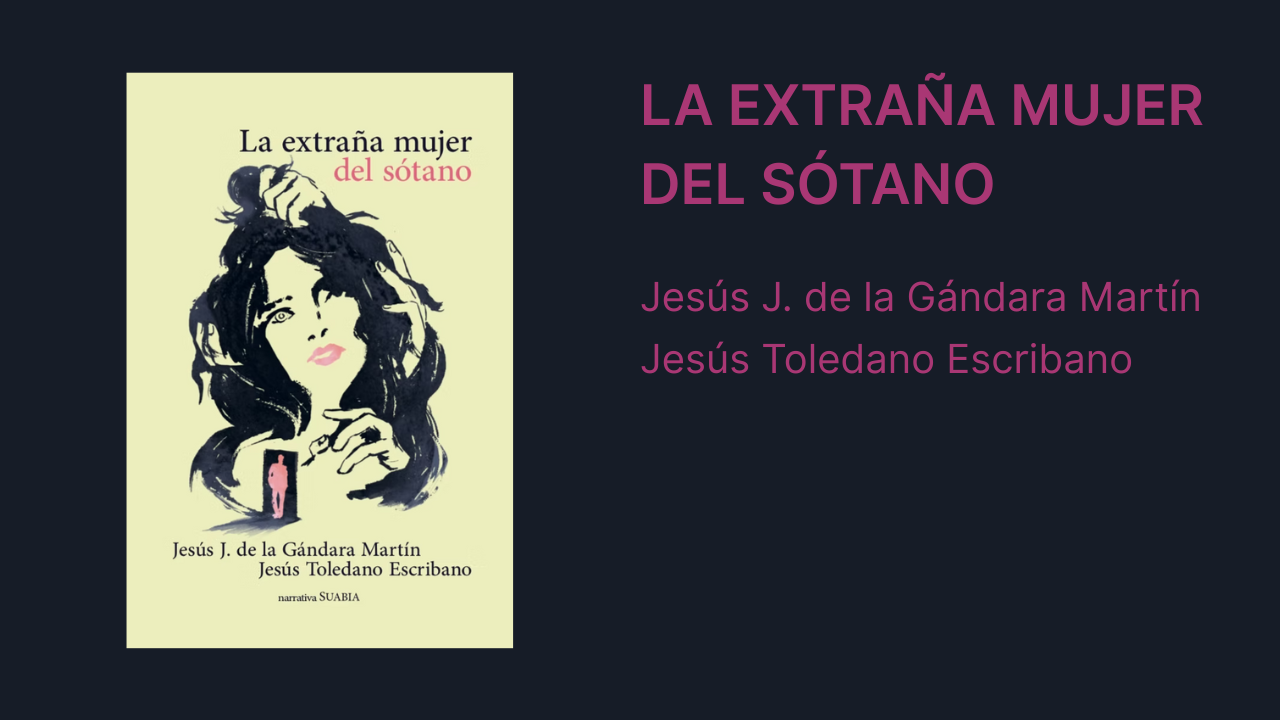 La extraña mujer
del sótano
Jesús J. de la Gándara Martín
Jesús Toledano Escribano
narrativa SUABIA
LA EXTRAÑA MUJER
DEL SÓTANO
Jesús J. de la Gándara Martín
Jesús Toledano Escribano